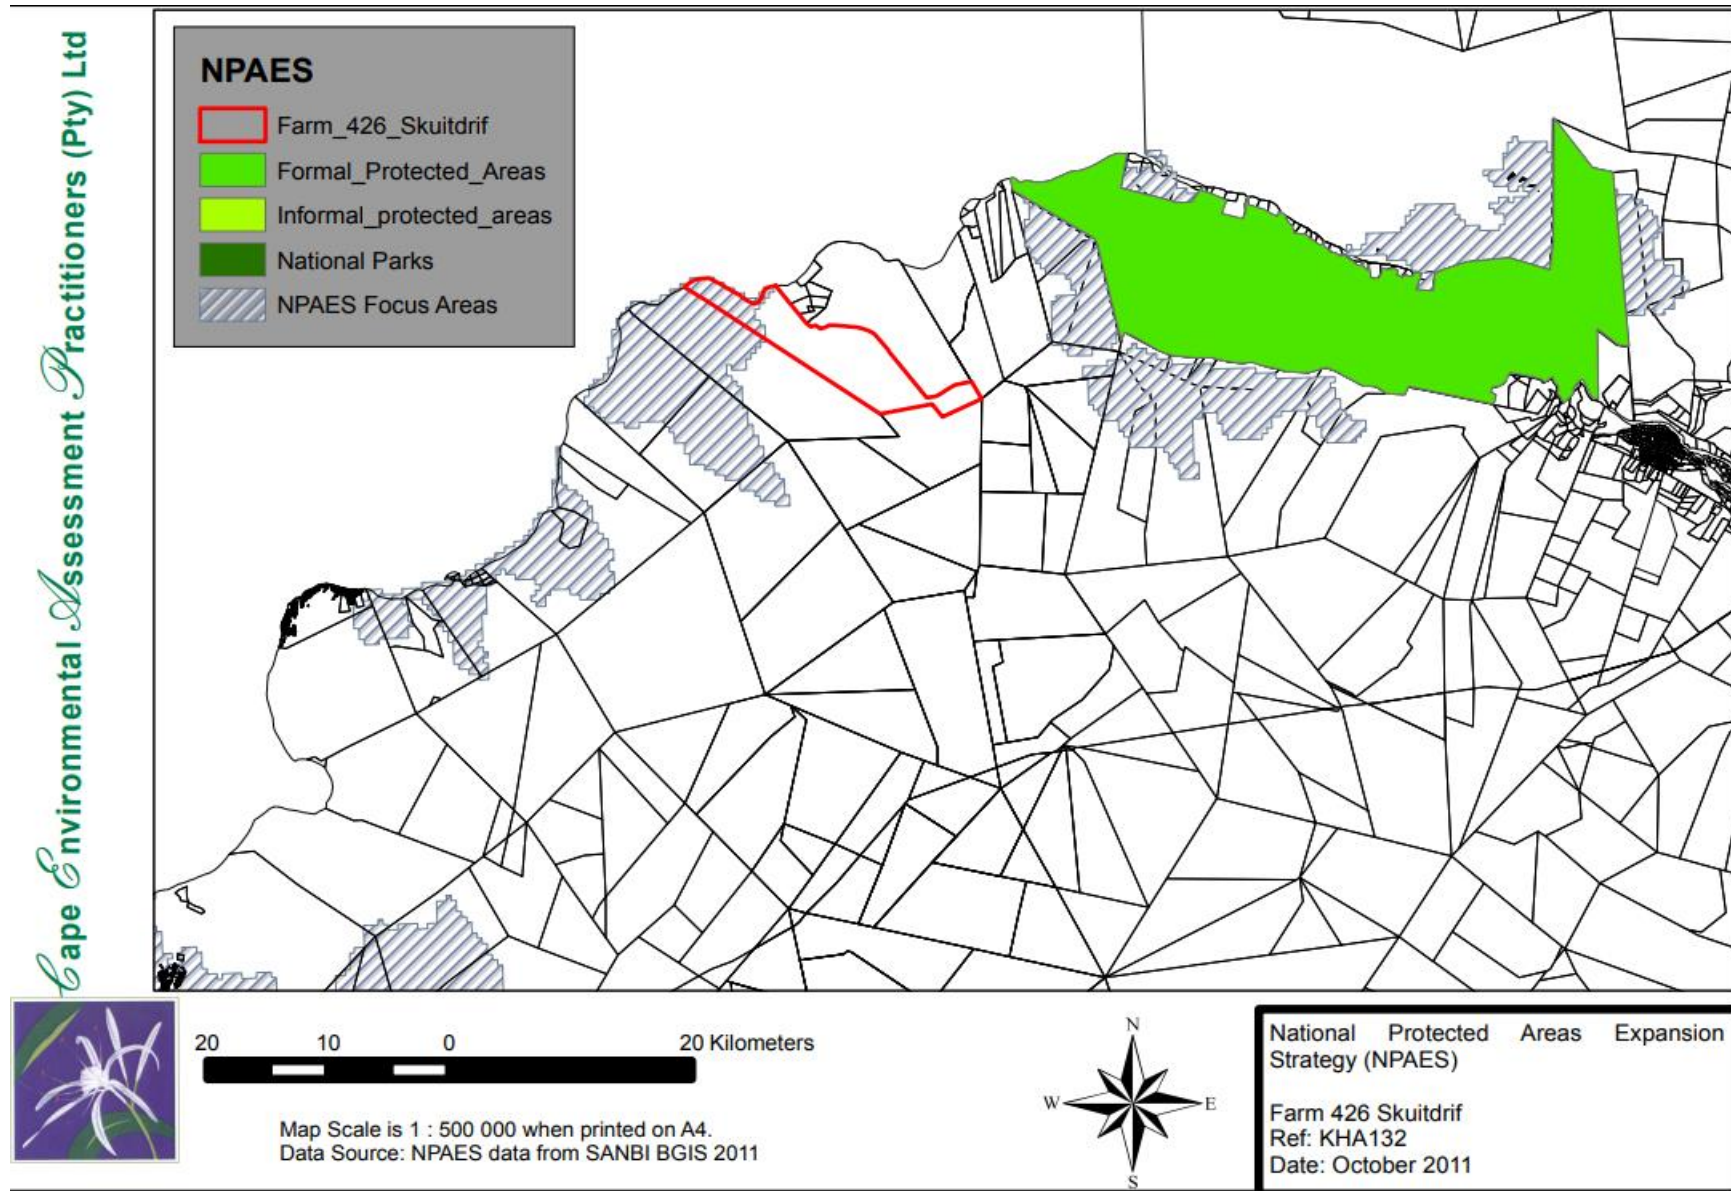 Cape Environmental Assessment Practitioners (Pty) Ltd
NPAES
Farm_426_Skuitdrif
Formal_Protected_Areas
Informal_protected_areas
National Parks
NPAES Focus Areas
20 10 0 20 Kilometers
Map Scale is 1 : 500 000 when printed on A4.
Data Source: NPAES data from SANBI BGIS 2011
N
W E
S
National Protected Areas Expansion
Strategy (NPAES)
Farm 426 Skuitdrif
Ref: KHA132
Date: October 2011